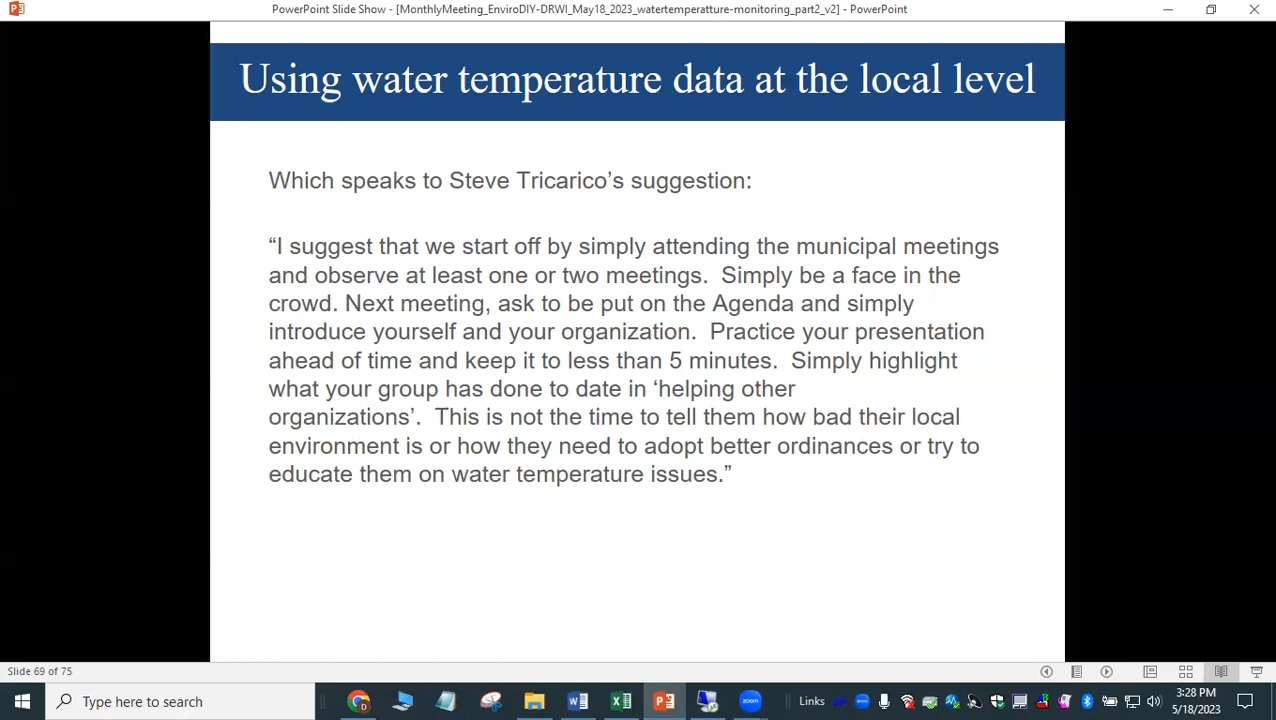 PowerPoint Slide Show - [MonthlyMeeting_EnviroDIY-DRWI_May18_2023_watertemperatture-monitoring_part2_v2] - PowerPoint
Using water temperature data at the local level
Which speaks to Steve Tricarico’s suggestion:
“I suggest that we start off by simply attending the municipal meetings
and observe at least one or two meetings.  Simply be a face in the
crowd. Next meeting, ask to be put on the Agenda and simply
introduce yourself and your organization.  Practice your presentation
ahead of time and keep it to less than 5 minutes.  Simply highlight
what your group has done to date in ‘helping other
organizations’.  This is not the time to tell them how bad their local
environment is or how they need to adopt better ordinances or try to
educate them on water temperature issues.”
Slide 69 of 75
Type here to search
Links
zoom
3:28 PM
5/18/2023